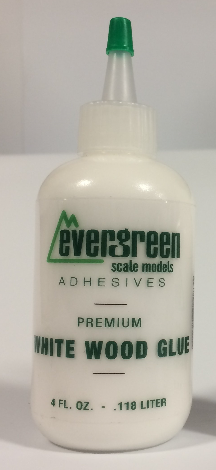 evergreen
scale models
ADHESIVES
PREMIUM
WHITE WOOD GLUE
4 FL. OZ. - .118 LITER